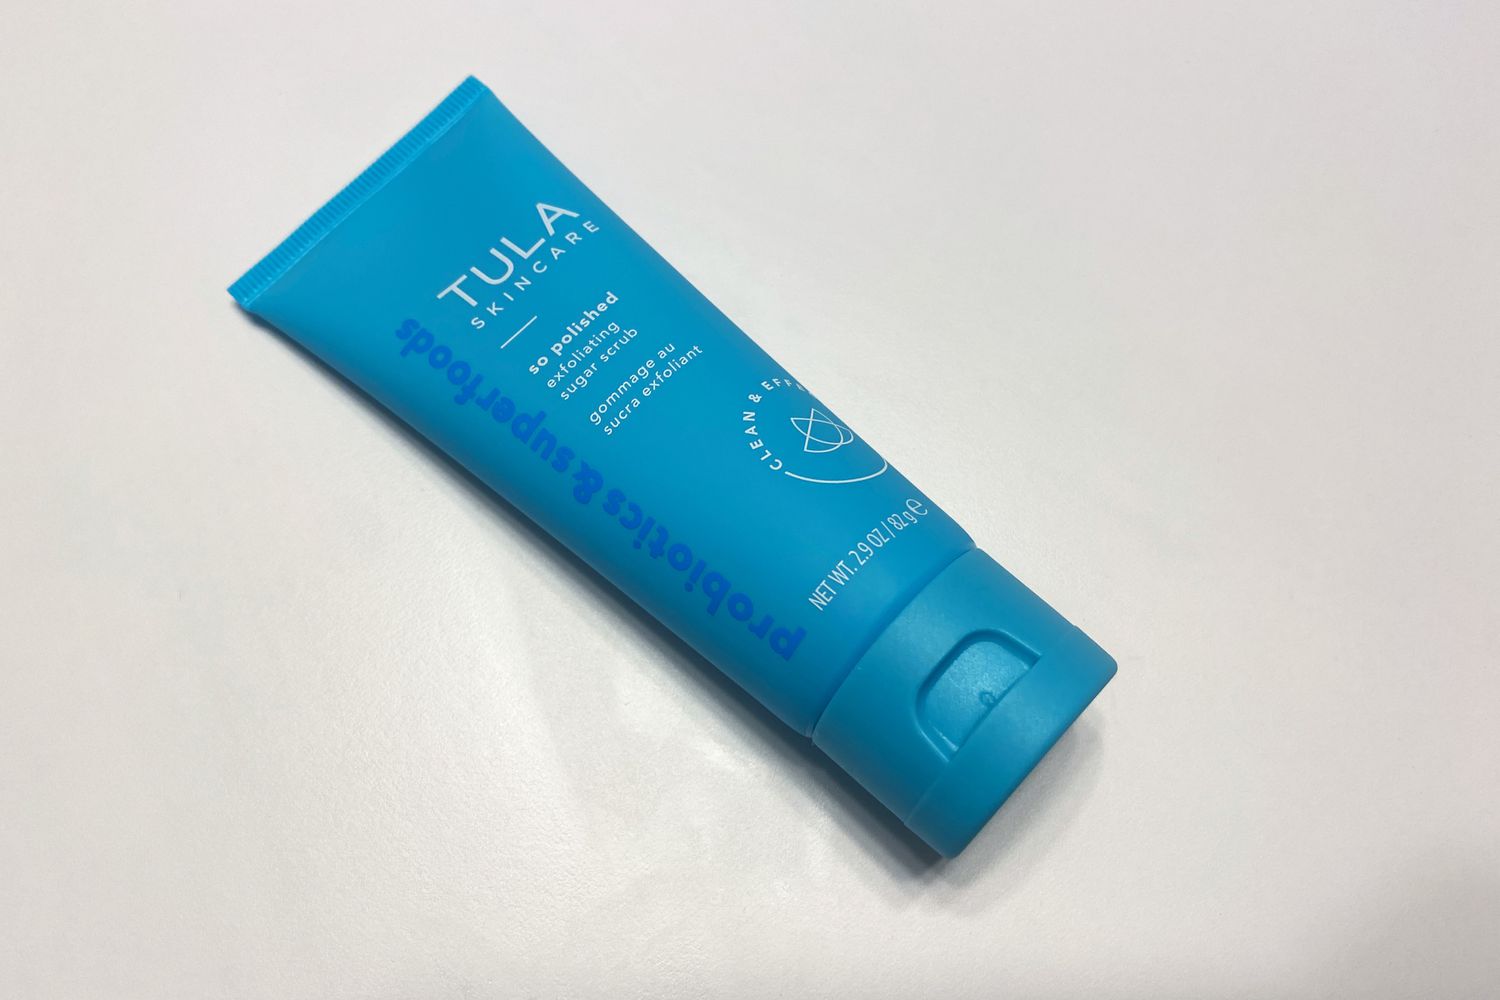 TULA
SKINCARE
so polished
exfoliating
sugar scrub
gommage au
sucra exfoliant
probiotics & superfoods
CLEAN &
NET WT. 2.9 OZ / 82 g ℮